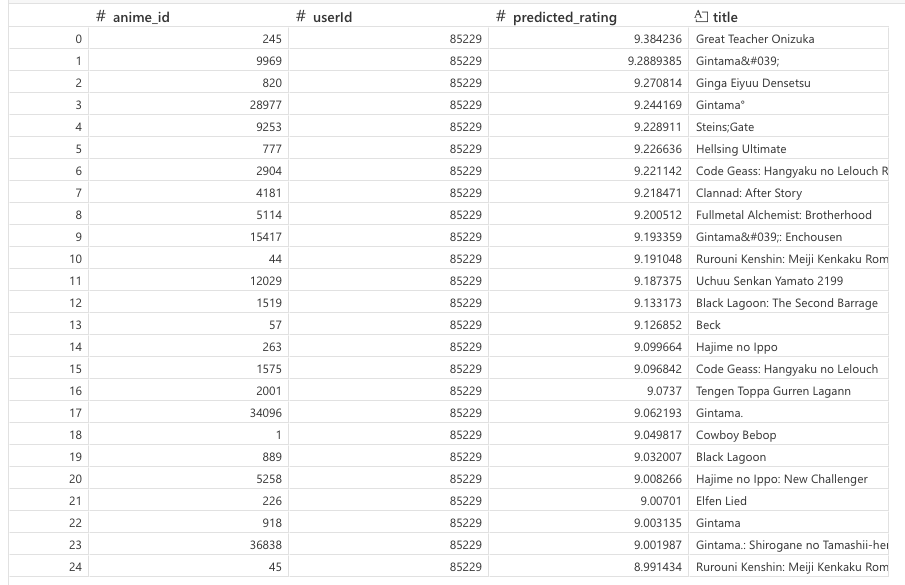 # anime_id # userId # predicted_rating title
0 245 85229 9.384236 Great Teacher Onizuka
1 9969 85229 9.2889385 Gintama&#039;
2 820 85229 9.270814 Ginga Eiyuu Densetsu
3 28977 85229 9.244169 Gintama°
4 9253 85229 9.228911 Steins;Gate
5 777 85229 9.226636 Hellsing Ultimate
6 2904 85229 9.221142 Code Geass: Hangyaku no Lelouch R
7 4181 85229 9.218471 Clannad: After Story
8 5114 85229 9.200512 Fullmetal Alchemist: Brotherhood
9 15417 85229 9.193359 Gintama&#039;: Enchousen
10 44 85229 9.191048 Rurouni Kenshin: Meiji Kenkaku Rom
11 12029 85229 9.187375 Uchuu Senkan Yamato 2199
12 1519 85229 9.133173 Black Lagoon: The Second Barrage
13 57 85229 9.126852 Beck
14 263 85229 9.099664 Hajime no Ippo
15 1575 85229 9.096842 Code Geass: Hangyaku no Lelouch
16 2001 85229 9.0737 Tengen Toppa Gurren Lagann
17 34096 85229 9.062193 Gintama.
18 1 85229 9.049817 Cowboy Bebop
19 889 85229 9.032007 Black Lagoon
20 5258 85229 9.008266 Hajime no Ippo: New Challenger
21 226 85229 9.00701 Elfen Lied
22 918 85229 9.003135 Gintama
23 36838 85229 9.001987 Gintama.: Shirogane no Tamashii-hen
24 45 85229 8.991434 Rurouni Kenshin: Meiji Kenkaku Rom